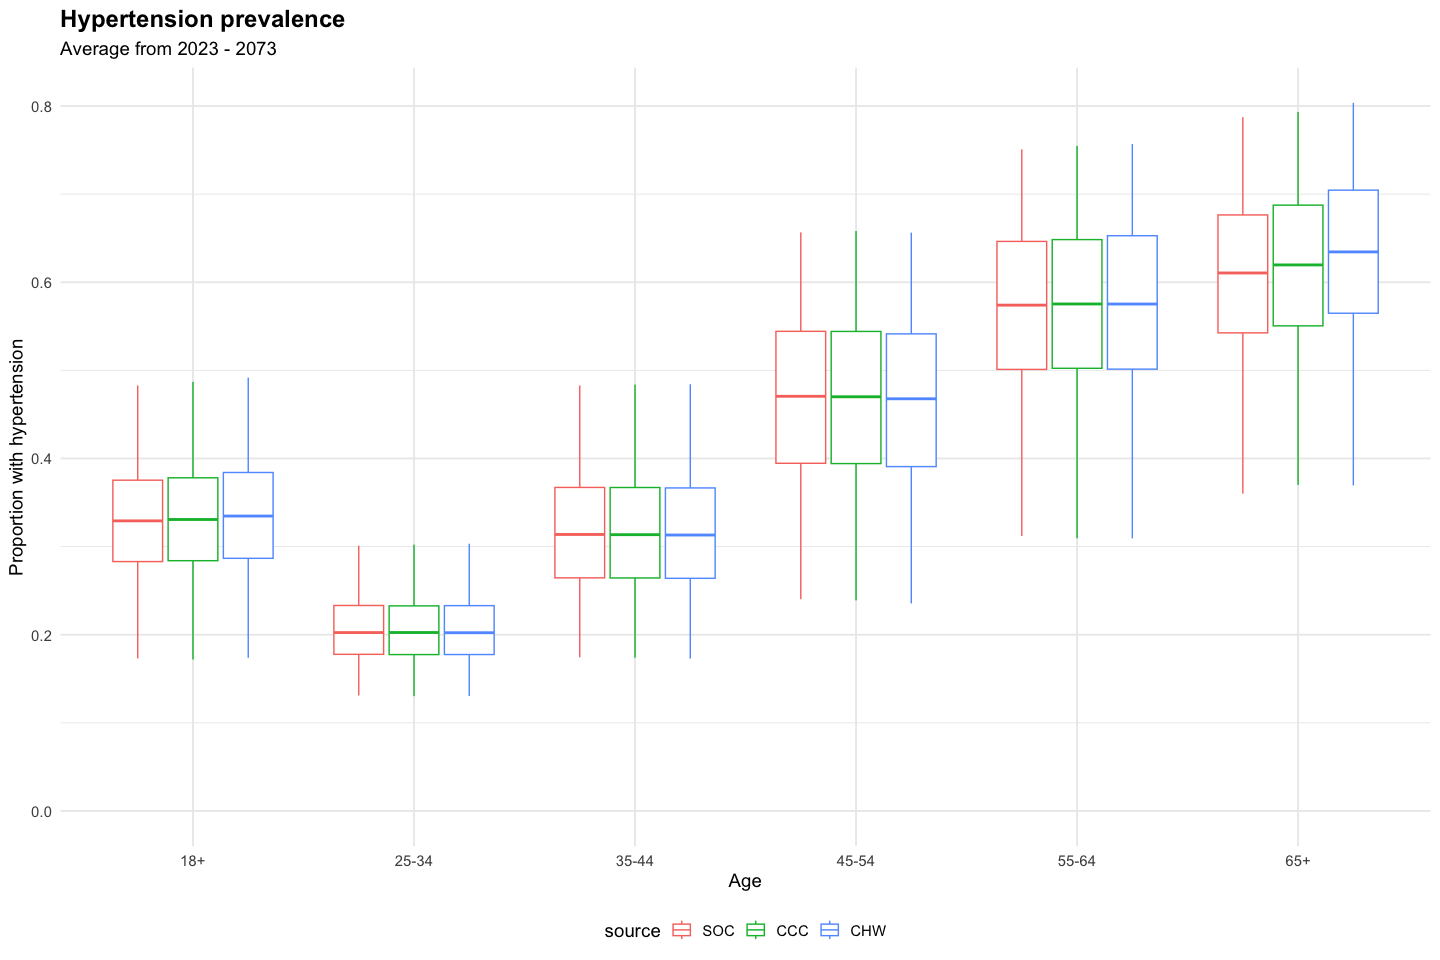 Hypertension prevalence
Average from 2023 - 2073
Proportion with hypertension
0.8
0.6
0.4
0.2
0.0
18+ 25-34 35-44 45-54 55-64 65+
Age
source SOC CCC CHW